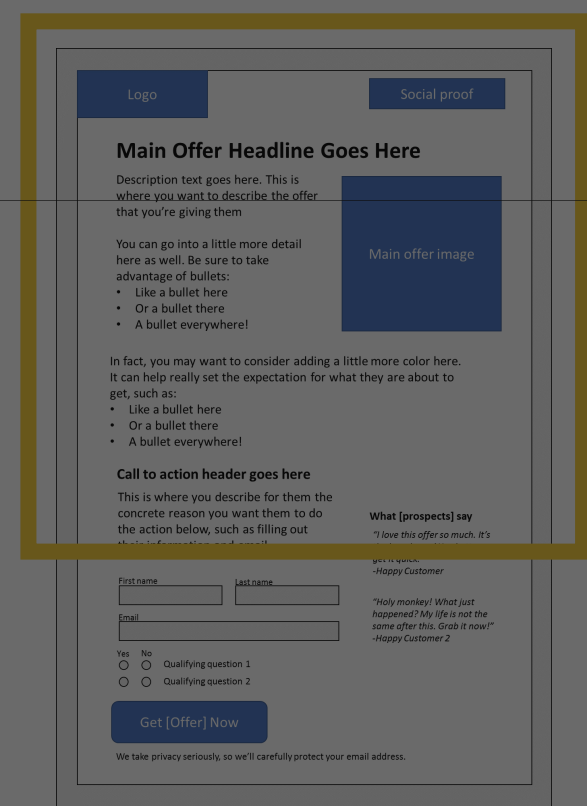 Logo
Social proof
Main Offer Headline Goes Here
Description text goes here. This is
where you want to describe the offer
that you're giving them
You can go into a little more detail
here as well. Be sure to take
advantage of bullets:
• Like a bullet here
• Or a bullet there
• A bullet everywhere!
Main offer image
In fact, you may want to consider adding a little more color here.
It can help really set the expectation for what they are about to
get, such as:
• Like a bullet here
• Or a bullet there
• A bullet everywhere!
Call to action header goes here
This is where you describe for them the
concrete reason you want them to do
the action below, such as filling out
their information and email
What [prospects] say
"I love this offer so much. It's
get it quick.
-Happy Customer
"Holy monkey! What just
happened? My life is not the
same after this. Grab it now!"
-Happy Customer 2
First name
Last name
Email
Yes No
Qualifying question 1
Qualifying question 2
Get [Offer] Now
We take privacy seriously, so we'll carefully protect your email address.